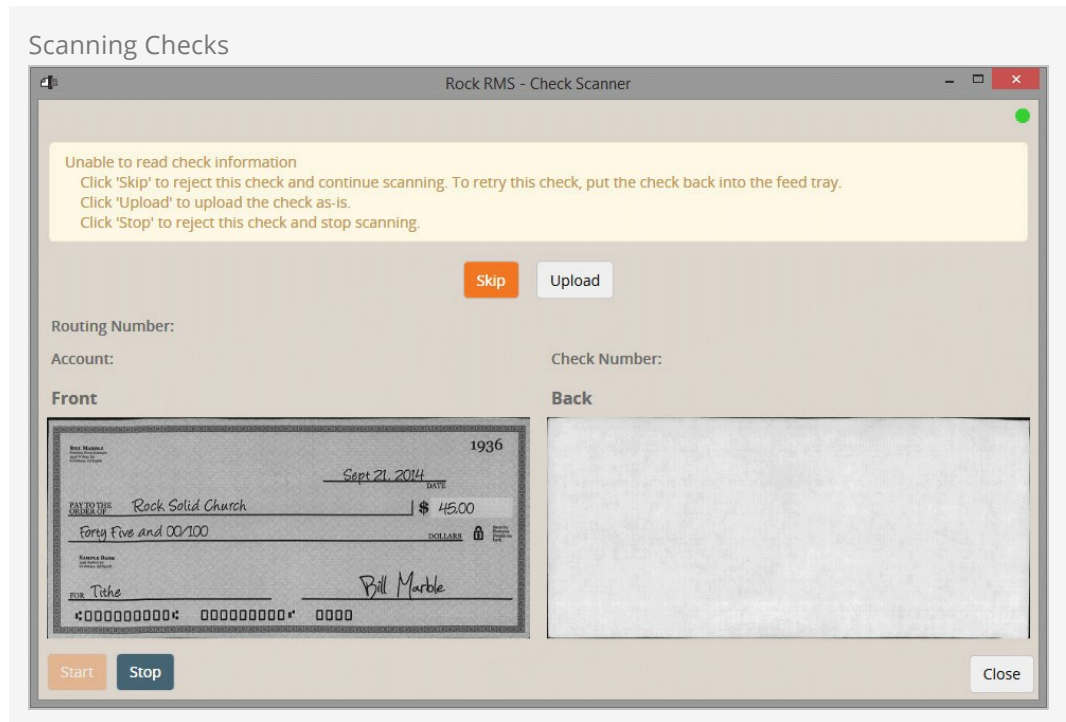 Scanning Checks
Rock RMS - Check Scanner
Unable to read check information
Click 'Skip' to reject this check and continue scanning. To retry this check, put the check back into the feed tray.
Click 'Upload' to upload the check as-is.
Click 'Stop' to reject this check and stop scanning.
Skip Upload
Routing Number:
Account: Check Number:
Front Back
BILL MARBLE
1936
Sept 21, 2014
DATE
PAY TO THE
ORDER OF Rock Solid Church $ 45.00
Forty Five and 00/100 DOLLARS
SAMPLE BANK
FOR Tithe Bill Marble
⑆000000000⑆ 000000000⑈ 0000
Start Stop Close